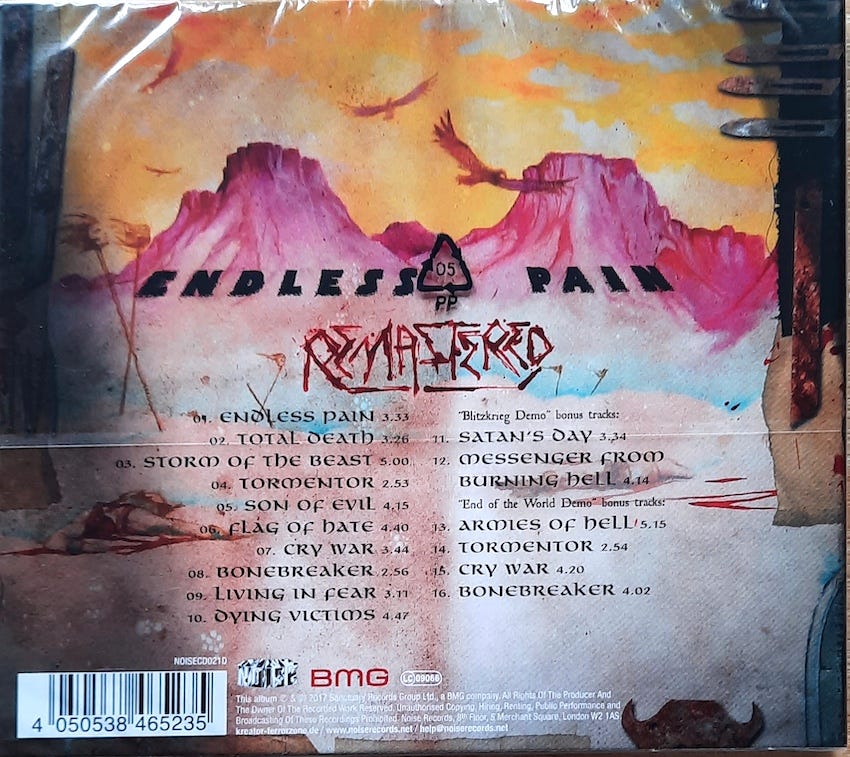 ENDLESS PAIN
05
PP
REMASTERED
01. ENDLESS PAIN 3.33
02. TOTAL DEATH 3.26
03. STORM OF THE BEAST 5.00
04. TORMENTOR 2.53
05. SON OF EVIL 4.15
06. FLAG OF HATE 4.40
07. CRY WAR 3.44
08. BONEBREAKER 2.56
09. LIVING IN FEAR 3.11
10. DYING VICTIMS 4.47
"Blitzkrieg Demo" bonus tracks:
11. SATAN'S DAY 3.34
12. MESSENGER FROM
BURNING HELL 4.14
"End of the World Demo" bonus tracks:
13. ARMIES OF HELL 5.15
14. TORMENTOR 2.54
15. CRY WAR 4.20
16. BONEBREAKER 4.02
NOISECD021D
4 050538 465235
NOISE
BMG
LC09066
This album ℗ & © 2017 Sanctuary Records Group Ltd., a BMG company. All Rights Of The Producer And
The Owner Of The Recorded Work Reserved. Unauthorised Copying, Hiring, Renting, Public Performance and
Broadcasting Of These Recordings Prohibited. Noise Records, 8th Floor, 5 Merchant Square, London W2 1AS.
kreator-terrorzone.de / www.noiserecords.net / help@noiserecords.net